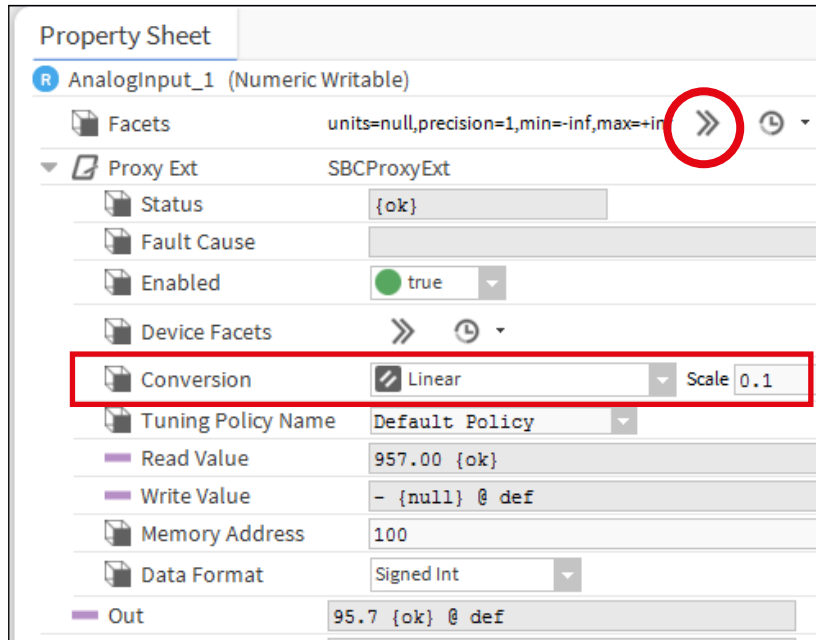 Property Sheet
R AnalogInput_1 (Numeric Writable)
Facets units=null,precision=1,min=-inf,max=+in
Proxy Ext SBCProxyExt
Status {ok}
Fault Cause
Enabled true
Device Facets
Conversion Linear Scale 0.1
Tuning Policy Name Default Policy
Read Value 957.00 {ok}
Write Value - {null} @ def
Memory Address 100
Data Format Signed Int
Out 95.7 {ok} @ def